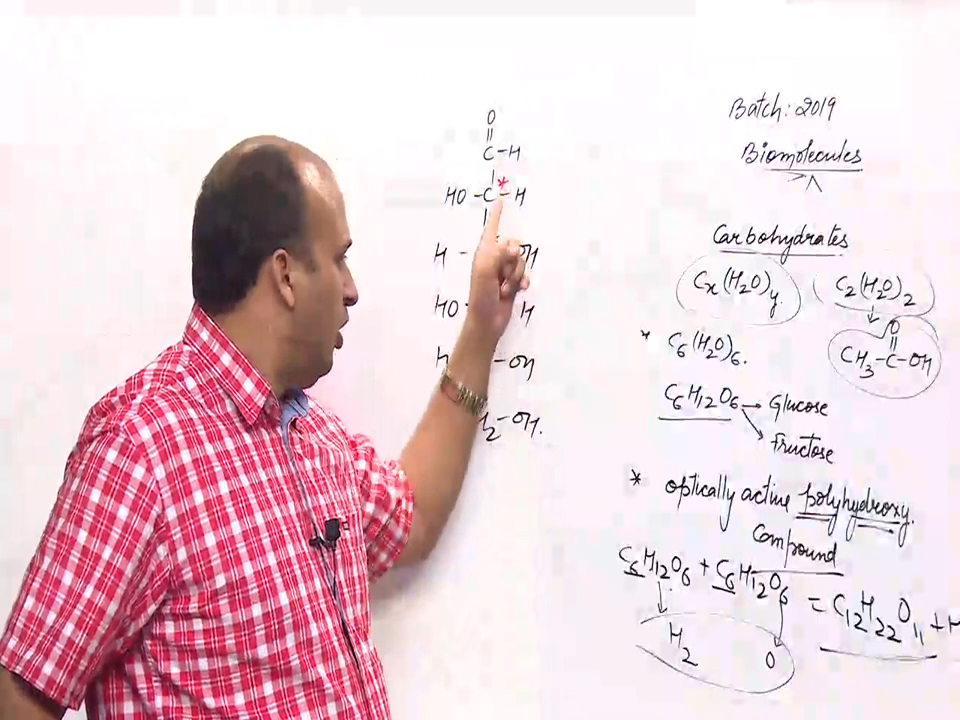 O
||
C-H
HO-C*-H
H - OH
HO- H
H -OH
H2-OH.
Batch: 2019
Biomolecules
Carbohydrates
Cx(H2O)y. (C2(H2O)2)
* C6(H2O)6.
O
||
CH3-C-OH
C6H12O6 → Glucose
→ Fructose
* optically active polyhydroxy.
Compound
C6H12O6 + C6H12O6 = C12H22O11 + H
H2 O